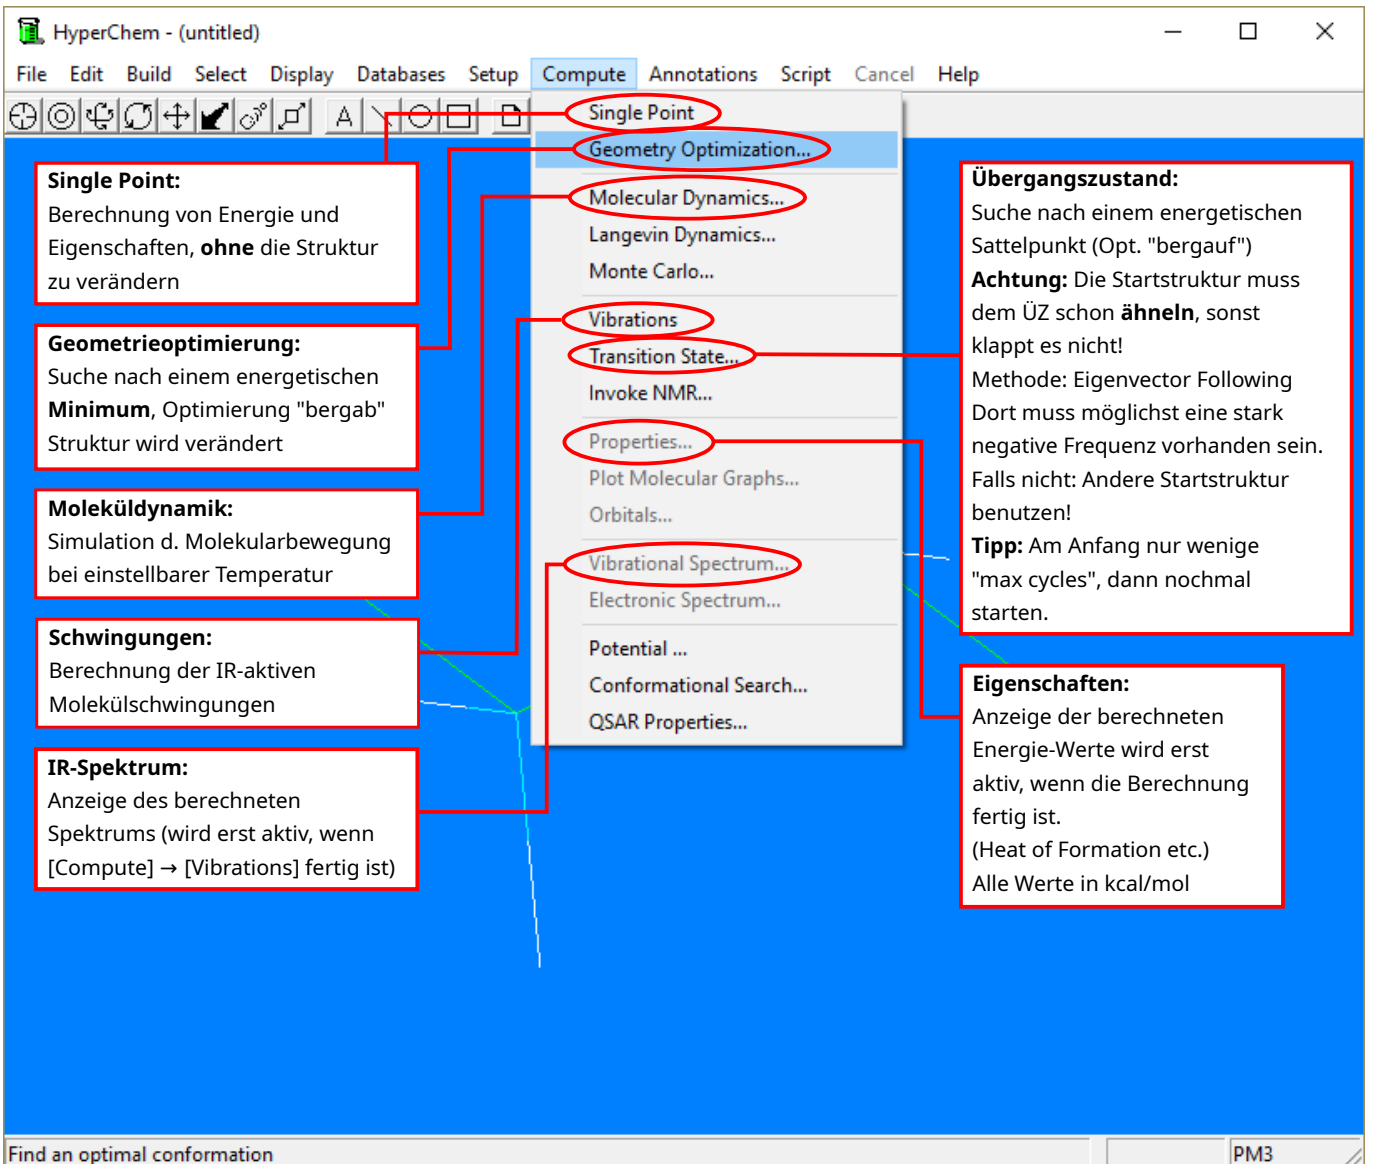 HyperChem - (untitled)
File Edit Build Select Display Databases Setup Compute Annotations Script Cancel Help
A
Single Point
Geometry Optimization...
Molecular Dynamics...
Langevin Dynamics...
Monte Carlo...
Vibrations
Transition State...
Invoke NMR...
Properties...
Plot Molecular Graphs...
Orbitals...
Vibrational Spectrum...
Electronic Spectrum...
Potential ...
Conformational Search...
QSAR Properties...
Single Point:
Berechnung von Energie und
Eigenschaften, ohne die Struktur
zu verändern
Geometrieoptimierung:
Suche nach einem energetischen
Minimum, Optimierung "bergab"
Struktur wird verändert
Moleküldynamik:
Simulation d. Molekularbewegung
bei einstellbarer Temperatur
Schwingungen:
Berechnung der IR-aktiven
Molekülschwingungen
IR-Spektrum:
Anzeige des berechneten
Spektrums (wird erst aktiv, wenn
[Compute] → [Vibrations] fertig ist)
Übergangszustand:
Suche nach einem energetischen
Sattelpunkt (Opt. "bergauf")
Achtung: Die Startstruktur muss
dem ÜZ schon ähneln, sonst
klappt es nicht!
Methode: Eigenvector Following
Dort muss möglichst eine stark
negative Frequenz vorhanden sein.
Falls nicht: Andere Startstruktur
benutzen!
Tipp: Am Anfang nur wenige
"max cycles", dann nochmal
starten.
Eigenschaften:
Anzeige der berechneten
Energie-Werte wird erst
aktiv, wenn die Berechnung
fertig ist.
(Heat of Formation etc.)
Alle Werte in kcal/mol
Find an optimal conformation
PM3